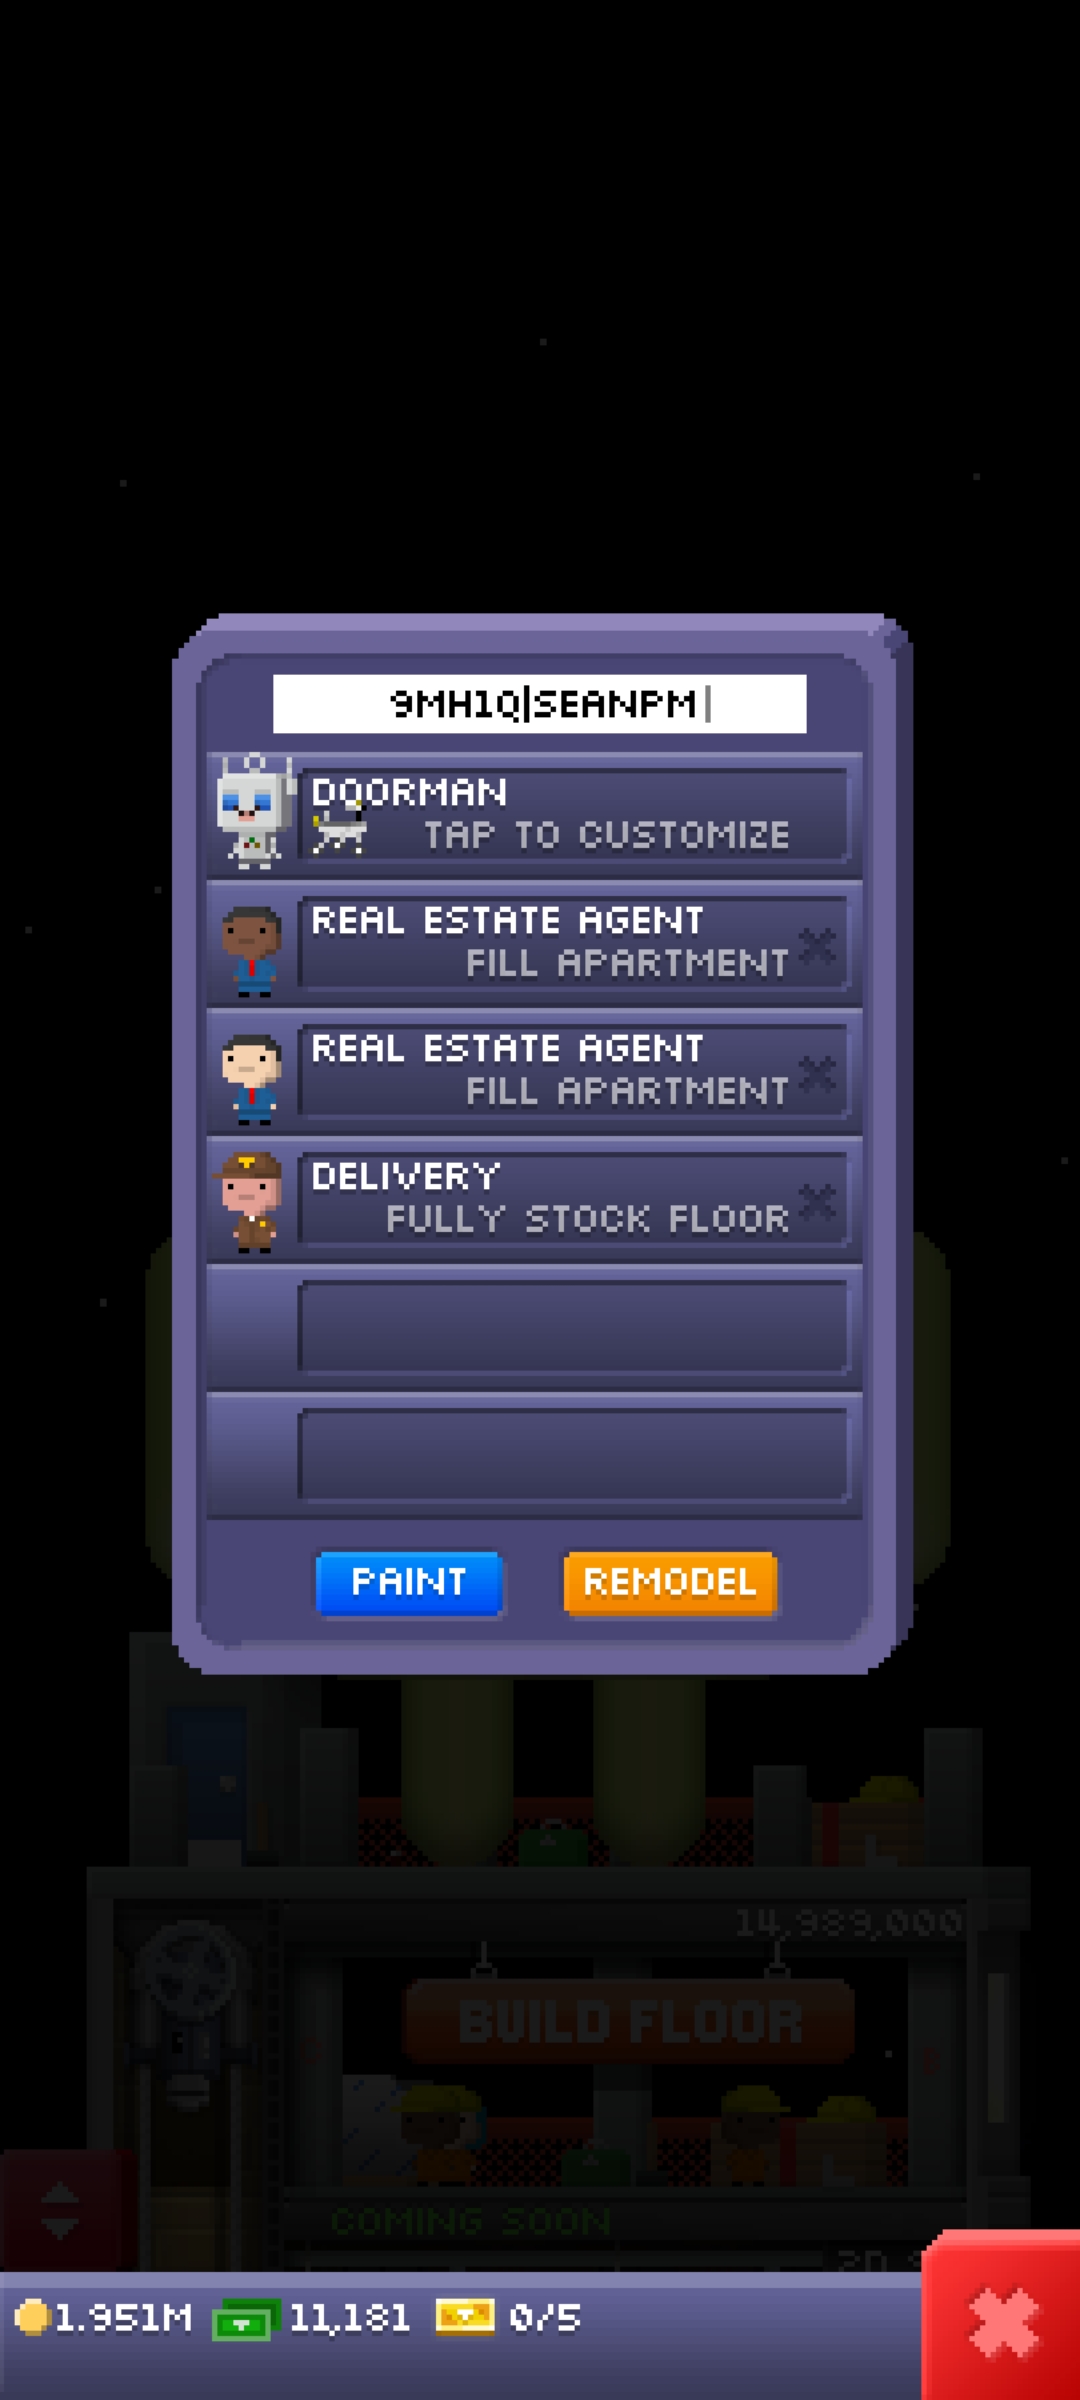 9MH1Q|SEANPM|
DOORMAN
TAP TO CUSTOMIZE
REAL ESTATE AGENT
FILL APARTMENT
REAL ESTATE AGENT
FILL APARTMENT
DELIVERY
FULLY STOCK FLOOR
PAINT REMODEL
14,989,000
BUILD FLOOR
COMING SOON
1.951M 11,181 0/5